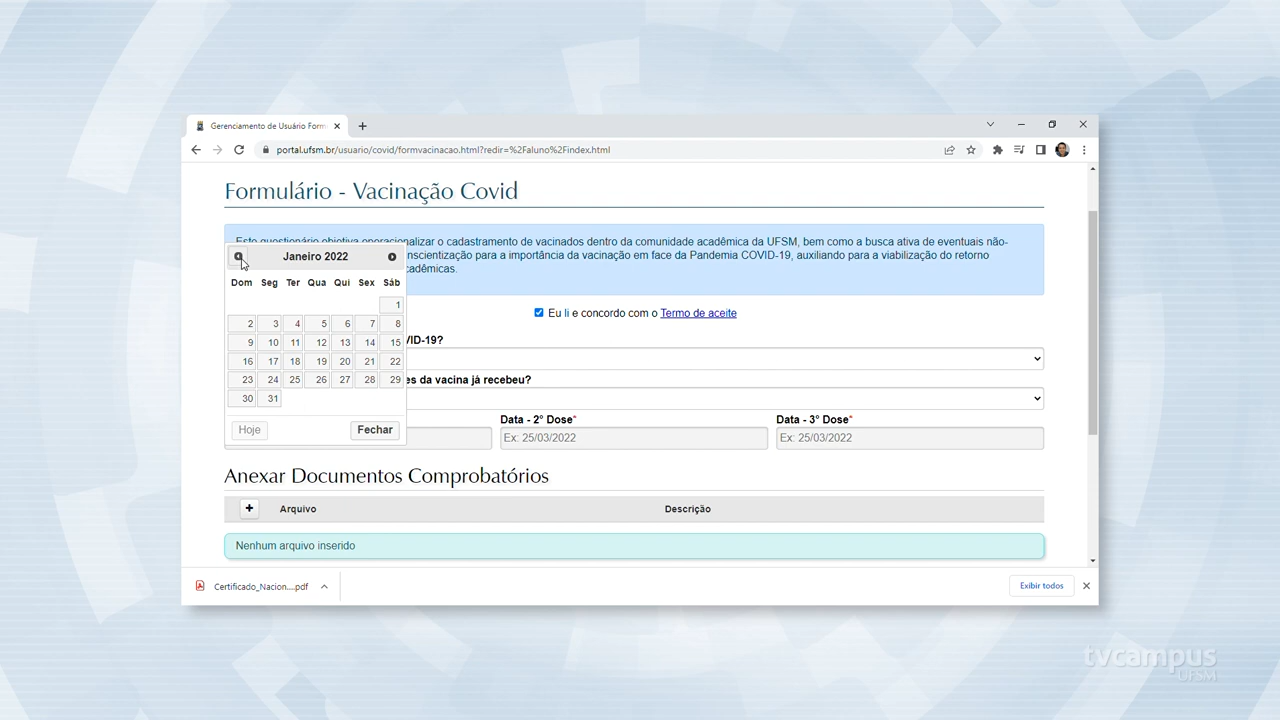 Gerenciamento de Usuário Form
portal.ufsm.br/usuario/covid/formvacinacao.html?redir=%2Faluno%2Findex.html
Formulário - Vacinação Covid
Este questionário objetiva operacionalizar o cadastramento de vacinados dentro da comunidade acadêmica da UFSM, bem como a busca ativa de eventuais não-
nscientização para a importância da vacinação em face da Pandemia COVID-19, auxiliando para a viabilização do retorno
cadêmicas.
Janeiro 2022
Dom Seg Ter Qua Qui Sex Sáb
1
2 3 4 5 6 7 8
9 10 11 12 13 14 15
16 17 18 19 20 21 22
23 24 25 26 27 28 29
30 31
Hoje Fechar
Eu li e concordo com o Termo de aceite
VID-19?
es da vacina já recebeu?
Data - 2° Dose* Data - 3° Dose*
Ex: 25/03/2022 Ex: 25/03/2022
Anexar Documentos Comprobatórios
+ Arquivo Descrição
Nenhum arquivo inserido
Certificado_Nacion....pdf Exibir todos
tvcampus
UFSM